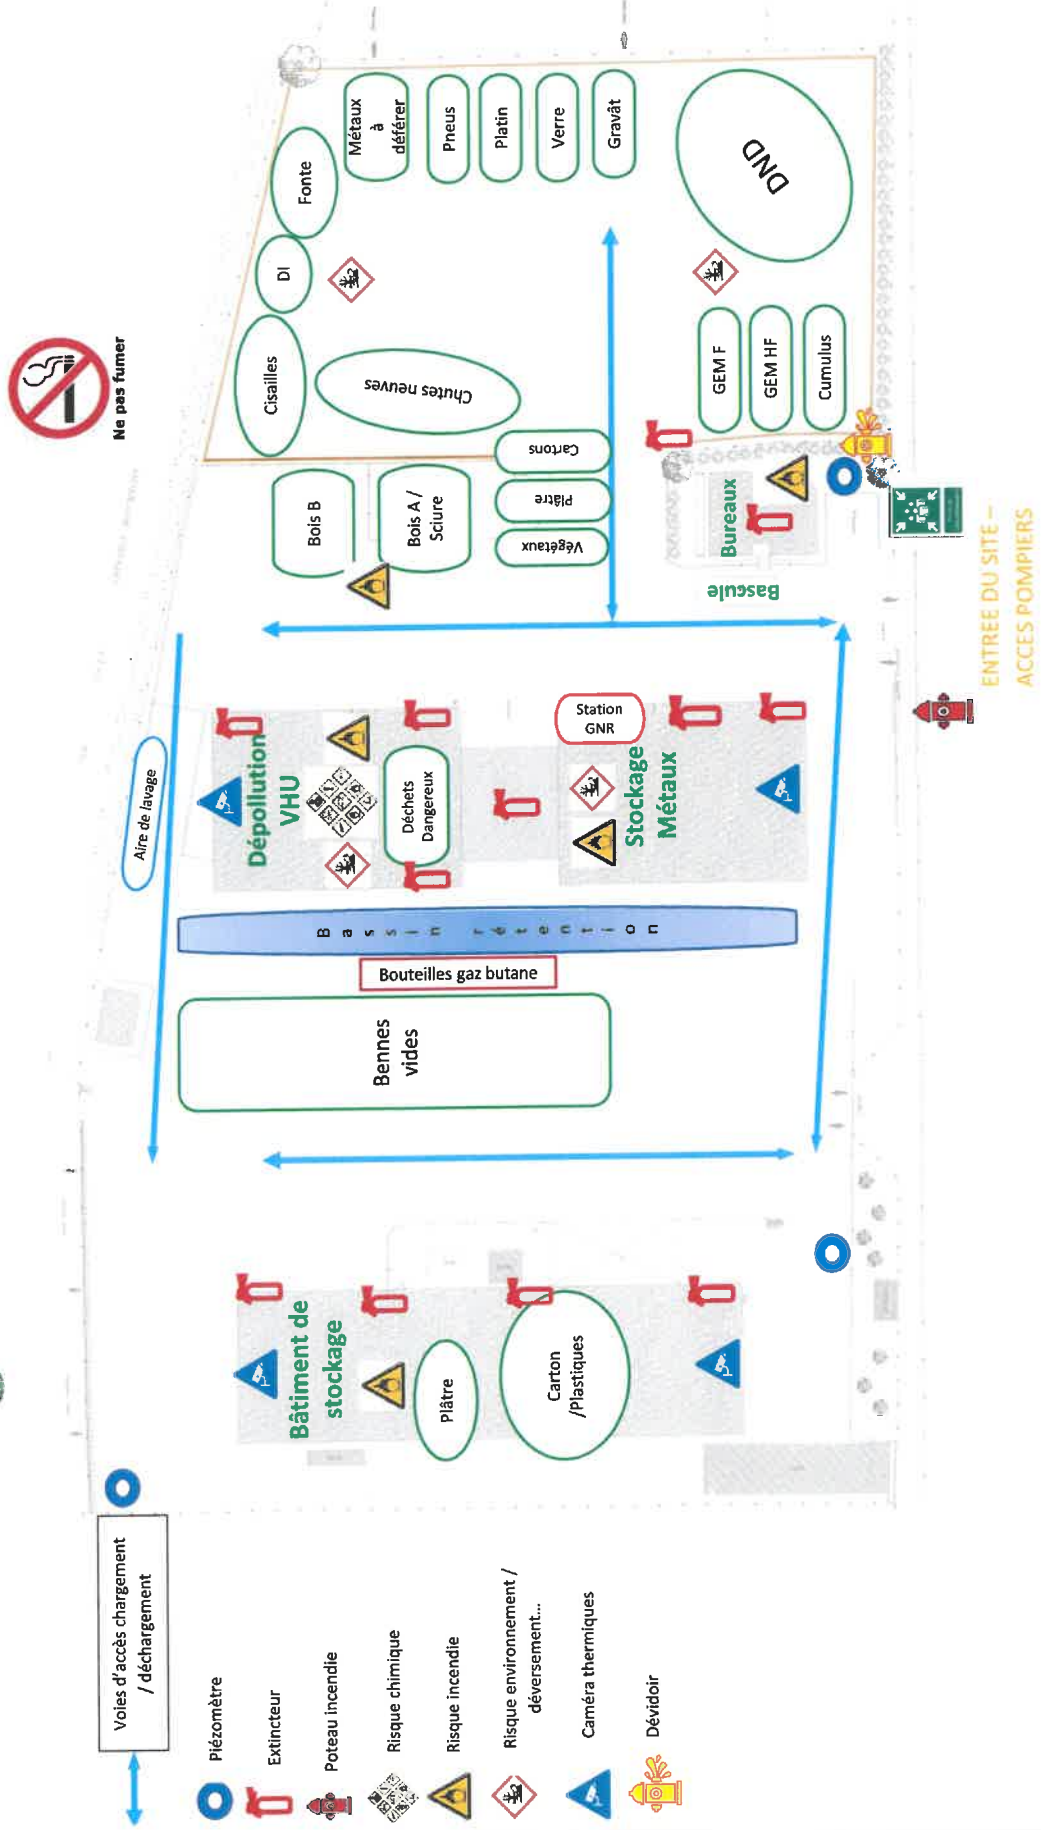 Ne pas fumer
Métaux
à
déférer
Pneus
Platin
Verre
Gravât
DND
Fonte
DI
Cisailles
Chutes neuves
GEM F
GEM HF
Cumulus
Cartons
Plâtre
Végétaux
Bois B
Bois A /
Sciure
Bureaux
Bascule
ENTREE DU SITE –
ACCES POMPIERS
Aire de lavage
Dépollution
VHU
Déchets
Dangereux
Station
GNR
Stockage
Métaux
Bassin rétention
Bouteilles gaz butane
Bennes
vides
Bâtiment de
stockage
Plâtre
Carton
/Plastiques
Voies d'accès chargement
/ déchargement
Piézomètre
Extincteur
Poteau incendie
Risque chimique
Risque incendie
Risque environnement /
déversement...
Caméra thermiques
Dévidoir